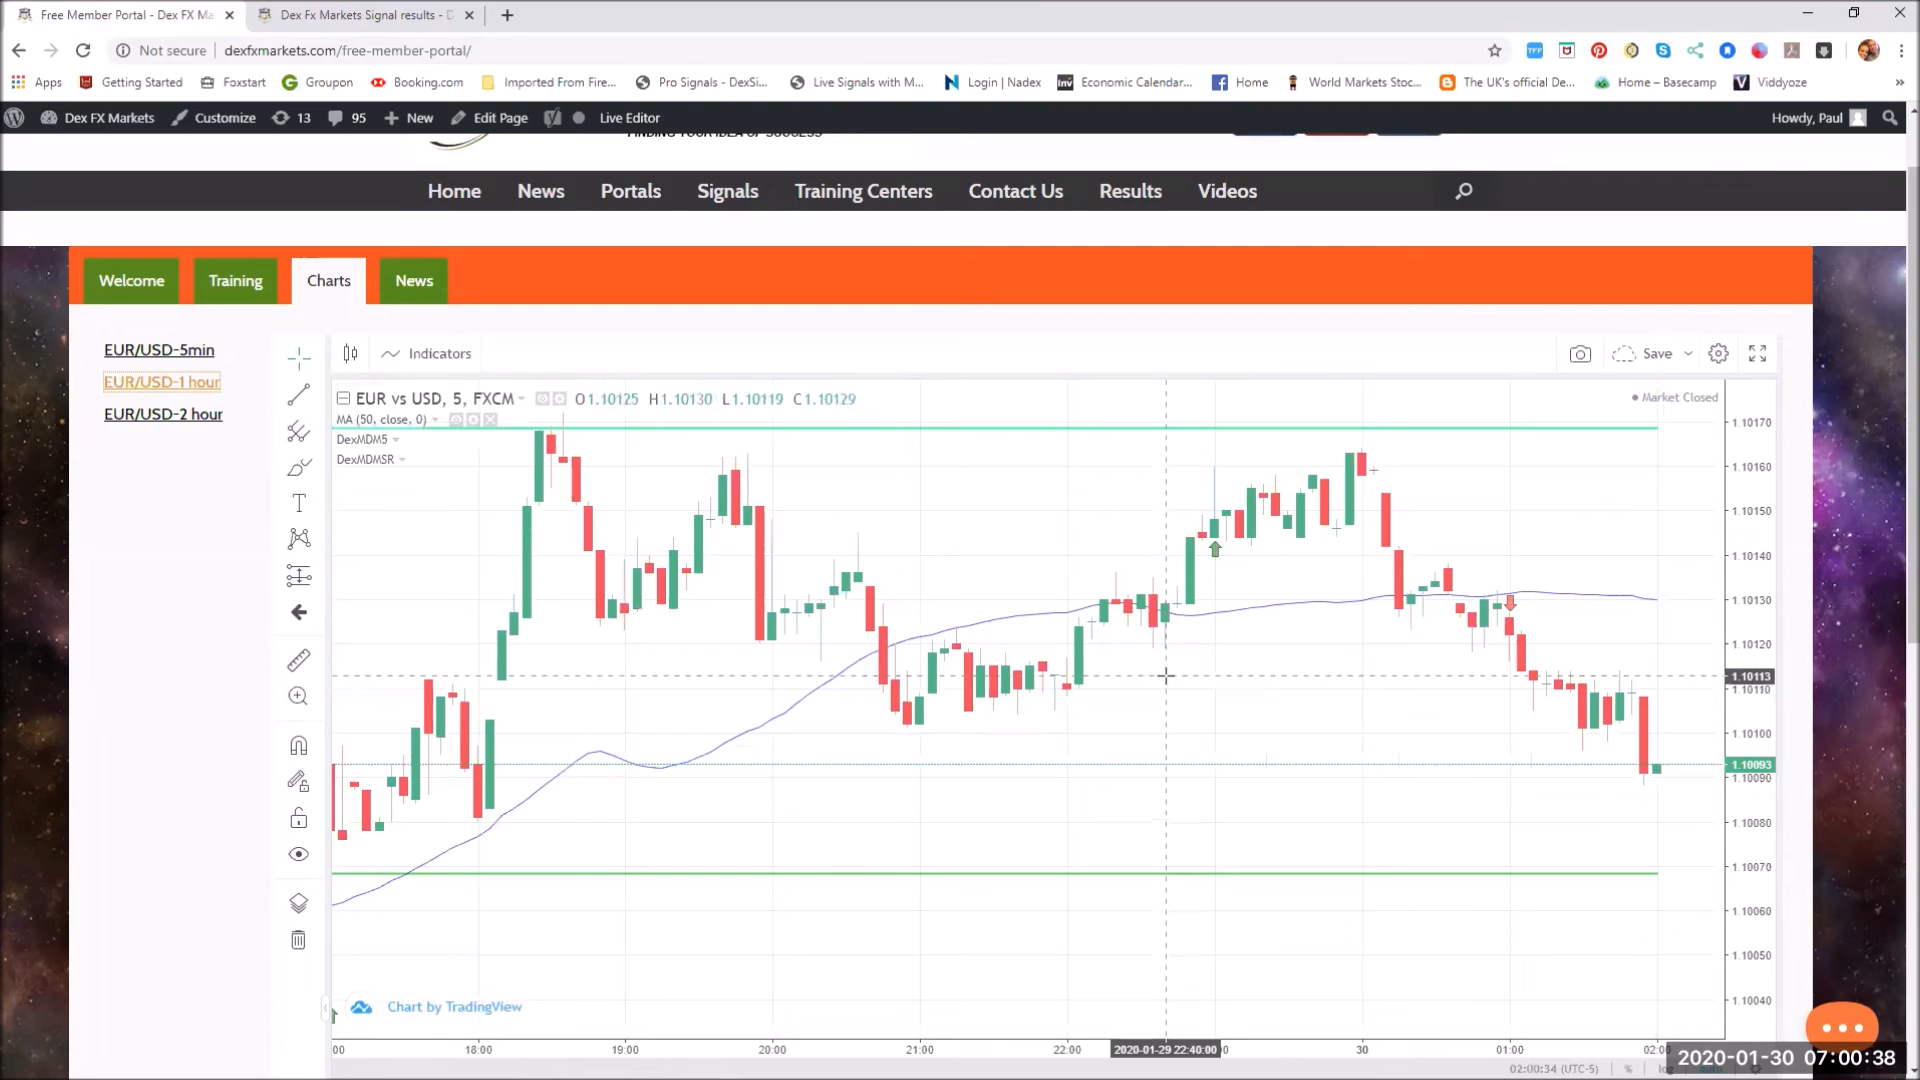 Free Member Portal - Dex FX Ma
Dex Fx Markets Signal results - D
Not secure
dexfxmarkets.com/free-member-portal/
Apps
Getting Started
Foxstart
Groupon
Booking.com
Imported From Fire...
Pro Signals - DexSi...
Live Signals with M...
Login | Nadex
Economic Calendar...
Home
World Markets Stoc...
The UK's official De...
Home – Basecamp
Viddyoze
»
Dex FX Markets
Customize
13
95
New
Edit Page
Live Editor
Howdy, Paul
FINDING YOUR IDEA OF SUCCESS
Home
News
Portals
Signals
Training Centers
Contact Us
Results
Videos
Welcome
Training
Charts
News
EUR/USD-5min
EUR/USD-1 hour
EUR/USD-2 hour
Indicators
Save
EUR vs USD, 5, FXCM
O1.10125 H1.10130 L1.10119 C1.10129
Market Closed
MA (50, close, 0)
DexMDM5
DexMDMSR
1.10170
1.10160
1.10150
1.10140
1.10130
1.10120
1.10113
1.10110
1.10100
1.10093
1.10090
1.10080
1.10070
1.10060
1.10050
1.10040
Chart by TradingView
:00
18:00
19:00
20:00
21:00
22:00
2020-01-29 22:40:00
30
01:00
02:00
02:00:34 (UTC-5)
%
2020-01-30 07:00:38